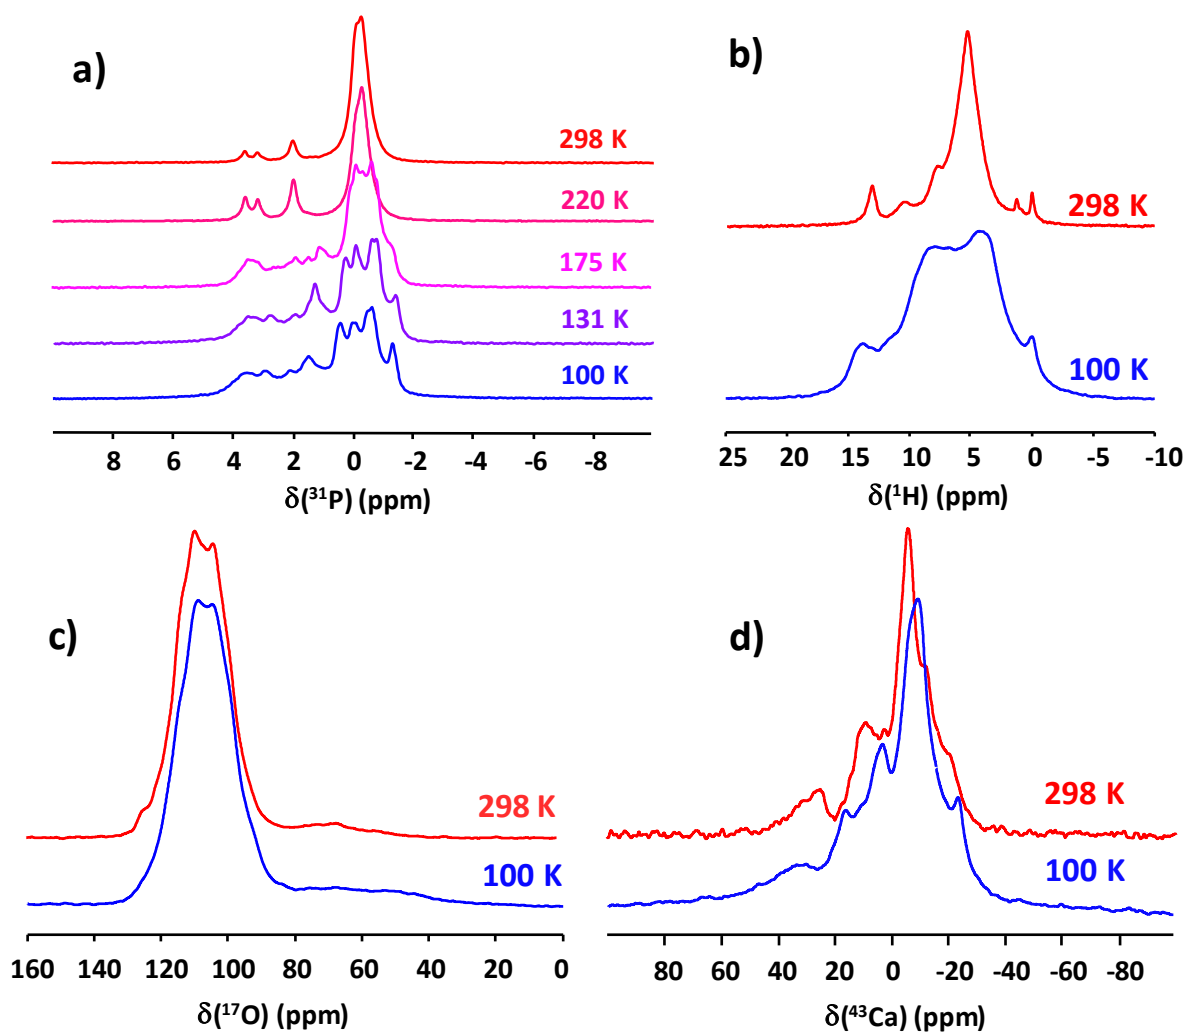 a)
298 K
220 K
175 K
131 K
100 K
8 6 4 2 0 -2 -4 -6 -8
δ(³¹P) (ppm)
b)
298 K
100 K
25 20 15 10 5 0 -5 -10
δ(¹H) (ppm)
c)
298 K
100 K
160 140 120 100 80 60 40 20 0
δ(¹⁷O) (ppm)
d)
298 K
100 K
80 60 40 20 0 -20 -40 -60 -80
δ(⁴³Ca) (ppm)